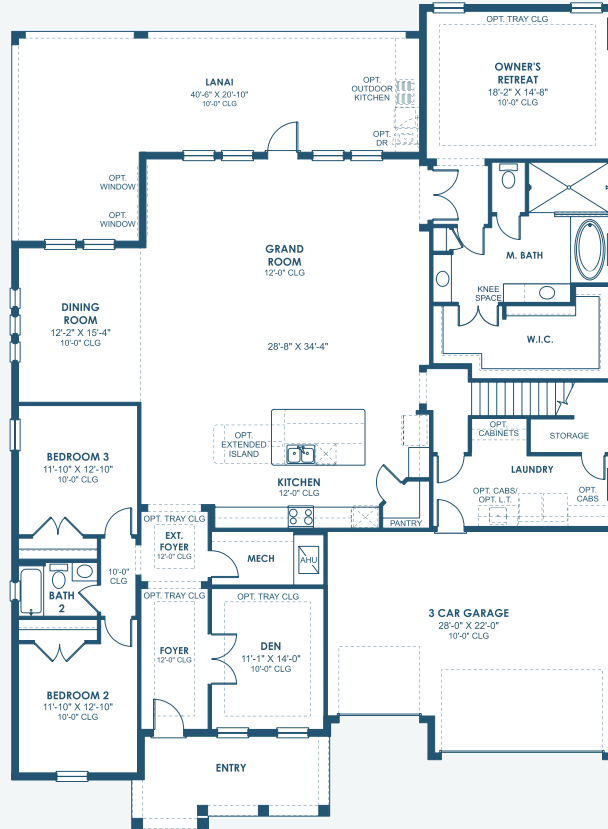 OPT. TRAY CLG
OWNER'S
RETREAT
18'-2" X 14'-8"
10'-0" CLG
LANAI
40'-6" X 20'-10"
10'-0" CLG
OPT.
OUTDOOR
KITCHEN
OPT.
DR
OPT.
WINDOW
OPT.
WINDOW
GRAND
ROOM
12'-0" CLG
28'-8" X 34'-4"
M. BATH
KNEE
SPACE
W.I.C.
DINING
ROOM
12'-2" X 15'-4"
10'-0" CLG
OPT.
EXTENDED
ISLAND
OPT.
CABINETS
STORAGE
LAUNDRY
BEDROOM 3
11'-10" X 12'-10"
10'-0" CLG
KITCHEN
12'-0" CLG
OPT. CABS/
OPT. L.T.
OPT.
CABS
PANTRY
OPT. TRAY CLG
EXT.
FOYER
12'-0" CLG
MECH
AHU
10'-0"
CLG
BATH
2
OPT. TRAY CLG
FOYER
12'-0" CLG
OPT. TRAY CLG
DEN
11'-1" X 14'-0"
10'-0" CLG
3 CAR GARAGE
28'-0" X 22'-0"
10'-0" CLG
BEDROOM 2
11'-10" X 12'-10"
10'-0" CLG
ENTRY